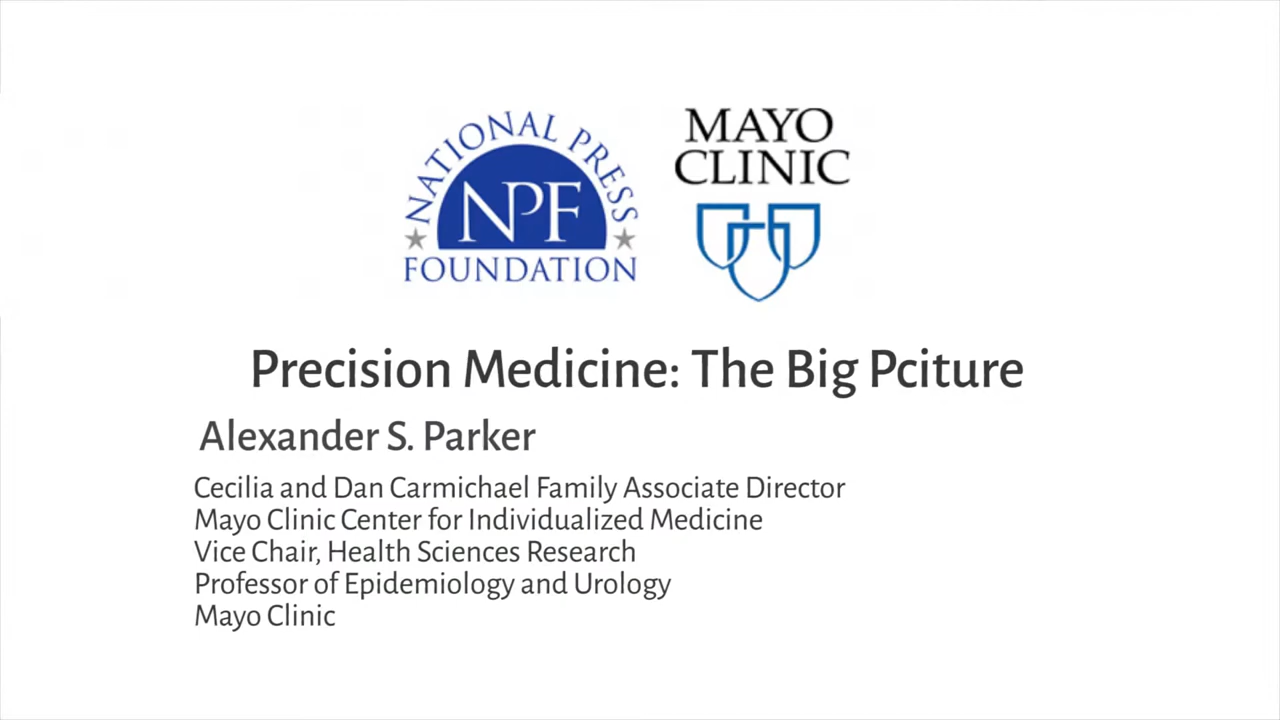 NATIONAL PRESS
NPF
FOUNDATION
MAYO
CLINIC
Precision Medicine: The Big Pciture
Alexander S. Parker
Cecilia and Dan Carmichael Family Associate Director
Mayo Clinic Center for Individualized Medicine
Vice Chair, Health Sciences Research
Professor of Epidemiology and Urology
Mayo Clinic